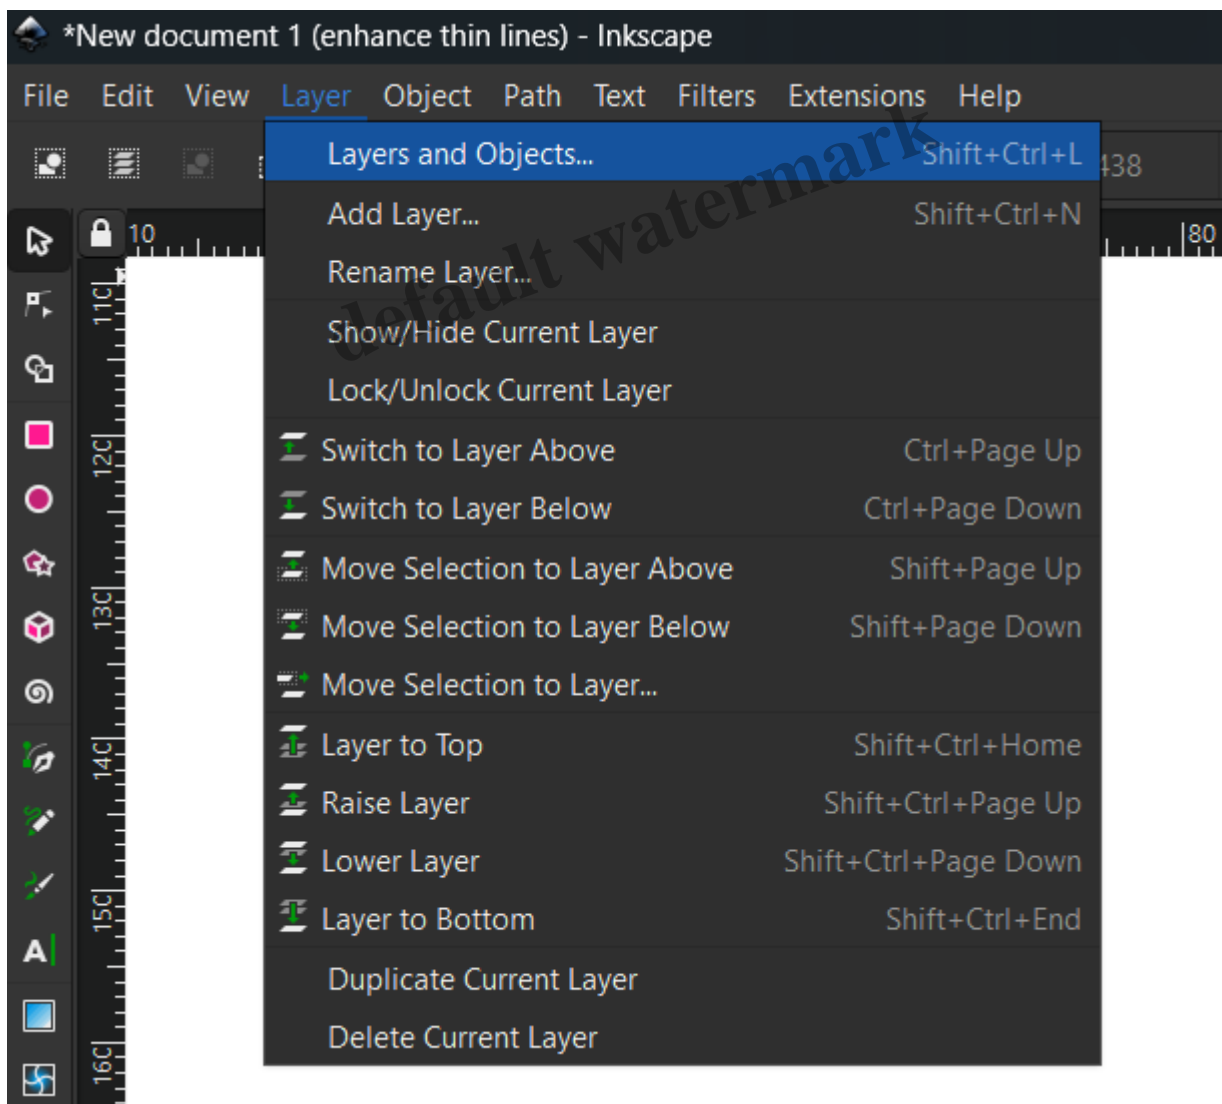 *New document 1 (enhance thin lines) - Inkscape
File Edit View Layer Object Path Text Filters Extensions Help
Layers and Objects... Shift+Ctrl+L
438
Add Layer... Shift+Ctrl+N
10 80
Rename Layer...
default watermark
110
Show/Hide Current Layer
Lock/Unlock Current Layer
Switch to Layer Above Ctrl+Page Up
120
Switch to Layer Below Ctrl+Page Down
Move Selection to Layer Above Shift+Page Up
130
Move Selection to Layer Below Shift+Page Down
Move Selection to Layer...
Layer to Top Shift+Ctrl+Home
140
Raise Layer Shift+Ctrl+Page Up
Lower Layer Shift+Ctrl+Page Down
150
Layer to Bottom Shift+Ctrl+End
A
Duplicate Current Layer
Delete Current Layer
160